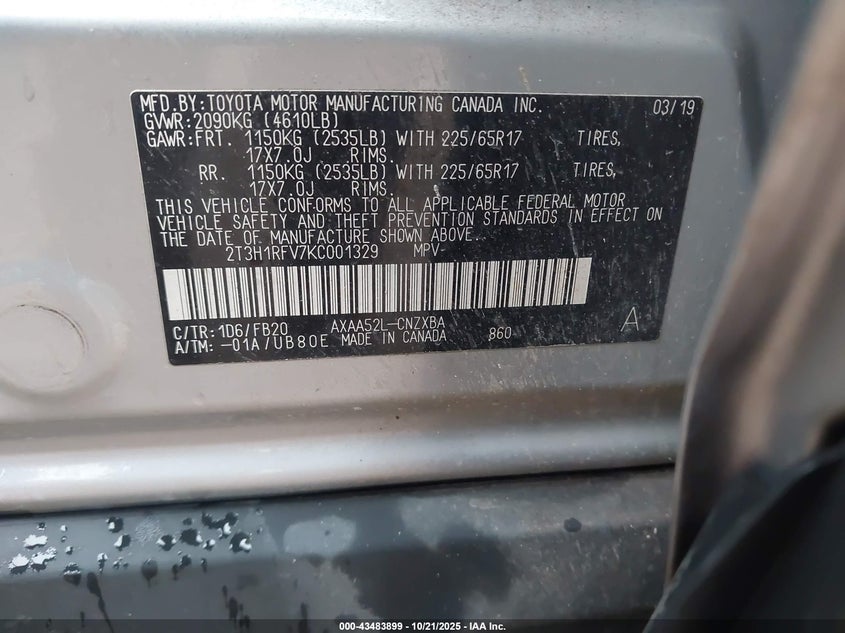 MFD.BY:TOYOTA MOTOR MANUFACTURING CANADA INC. 03/19
GVWR:2090KG (4610LB)
GAWR:FRT. 1150KG (2535LB) WITH 225/65R17 TIRES,
17X7.0J RIMS.
RR. 1150KG (2535LB) WITH 225/65R17 TIRES,
17X7.0J RIMS.
THIS VEHICLE CONFORMS TO ALL APPLICABLE FEDERAL MOTOR
VEHICLE SAFETY AND THEFT PREVENTION STANDARDS IN EFFECT ON
THE DATE OF MANUFACTURE SHOWN ABOVE.
2T3H1RFV7KC001329 MPV
C/TR:1D6/FB20 AXAA52L-CNZXBA 860 A
A/TM:-01A/UB80E MADE IN CANADA
000-43483899 - 10/21/2025 - IAA Inc.